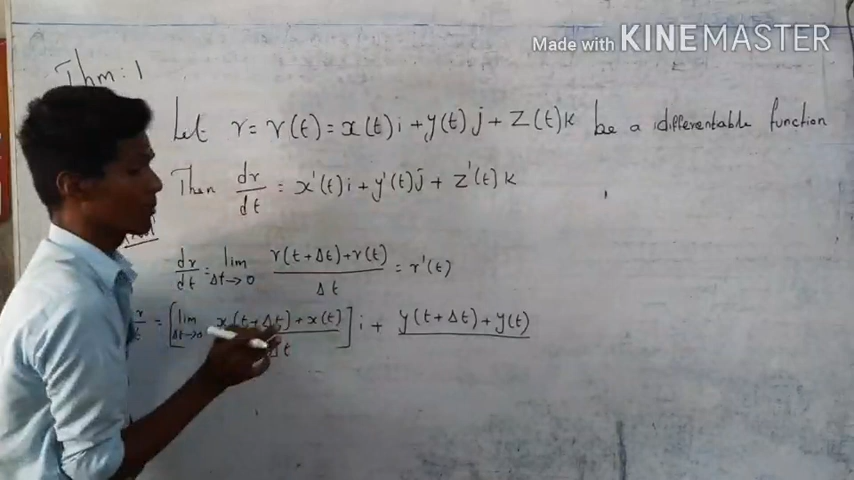 Made with KINEMASTER
Thm: 1
Let r = r(t) = x(t)i + y(t)j + z(t)k be a differentable function
Then dr/dt = x'(t)i + y'(t)j + z'(t)k
dr/dt = lim Δt→0 r(t+Δt)+r(t)/Δt = r'(t)
= [lim Δt→0 x(t+Δt)+x(t)/Δt] i + y(t+Δt)+y(t)